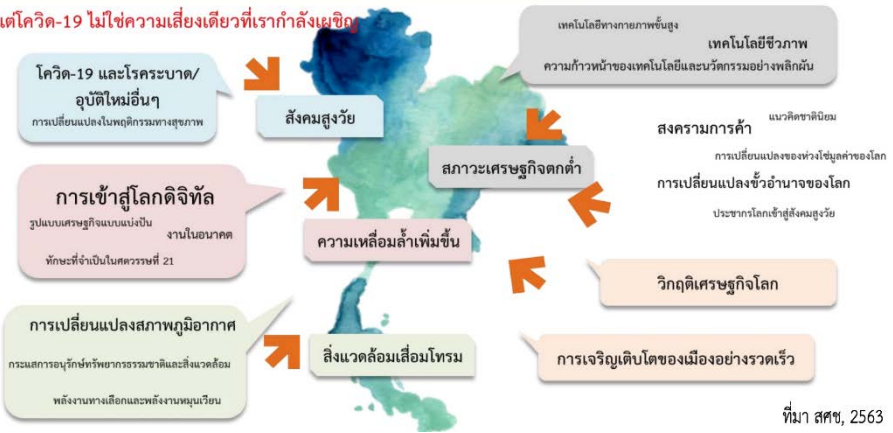 แต่โควิด-19 ไม่ใช่ความเสี่ยงเดียวที่เรากำลังเผชิญ
โควิด-19 และโรคระบาด/
อุบัติใหม่อื่นๆ
การเปลี่ยนแปลงในพฤติกรรมทางสุขภาพ
สังคมสูงวัย
เทคโนโลยีทางกายภาพขั้นสูง
เทคโนโลยีชีวภาพ
ความก้าวหน้าของเทคโนโลยีและนวัตกรรมอย่างพลิกผัน
สภาวะเศรษฐกิจตกต่ำ
แนวคิดชาตินิยม
สงครามการค้า
การเปลี่ยนแปลงของห่วงโซ่มูลค่าของโลก
การเปลี่ยนแปลงขั้วอำนาจของโลก
ประชากรโลกเข้าสู่สังคมสูงวัย
การเข้าสู่โลกดิจิทัล
รูปแบบเศรษฐกิจแบบแบ่งปัน
งานในอนาคต
ทักษะที่จำเป็นในศตวรรษที่ 21
ความเหลื่อมล้ำเพิ่มขึ้น
วิกฤติเศรษฐกิจโลก
การเปลี่ยนแปลงสภาพภูมิอากาศ
กระแสการอนุรักษ์ทรัพยากรธรรมชาติและสิ่งแวดล้อม
พลังงานทางเลือกและพลังงานหมุนเวียน
สิ่งแวดล้อมเสื่อมโทรม
การเจริญเติบโตของเมืองอย่างรวดเร็ว
ที่มา สศช, 2563